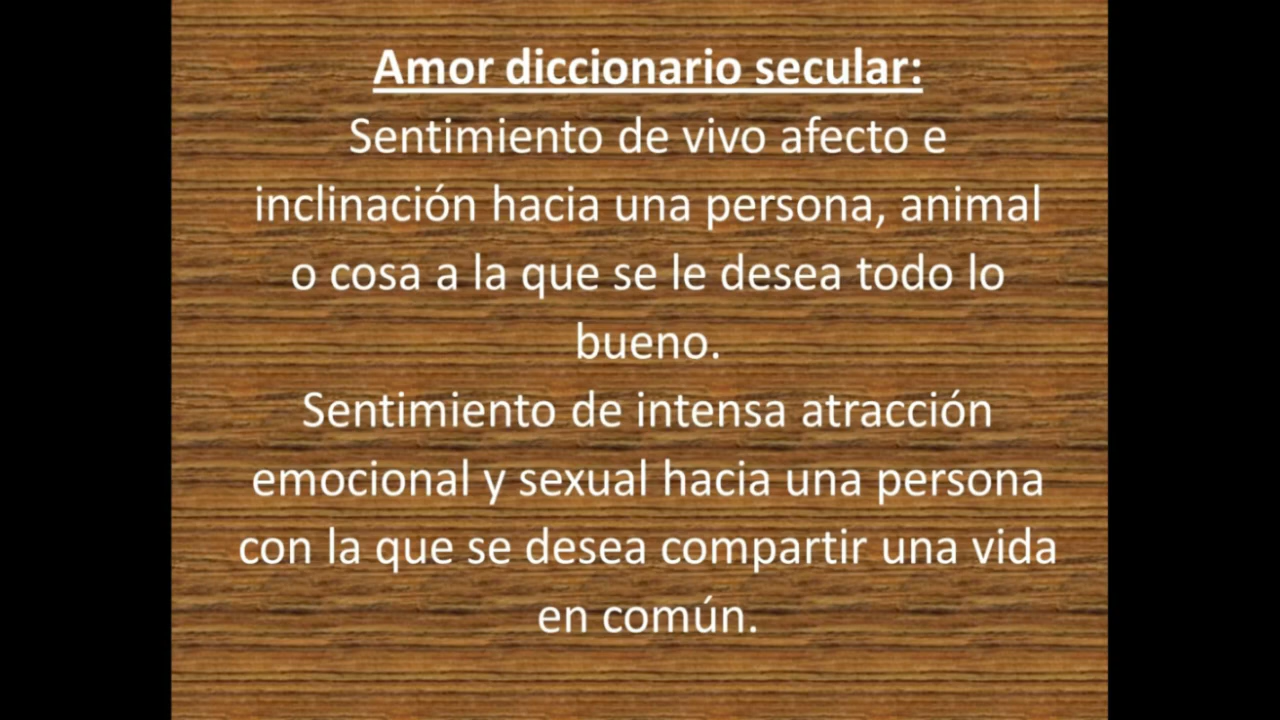 Amor diccionario secular:
Sentimiento de vivo afecto e
inclinación hacia una persona, animal
o cosa a la que se le desea todo lo
bueno.
Sentimiento de intensa atracción
emocional y sexual hacia una persona
con la que se desea compartir una vida
en común.